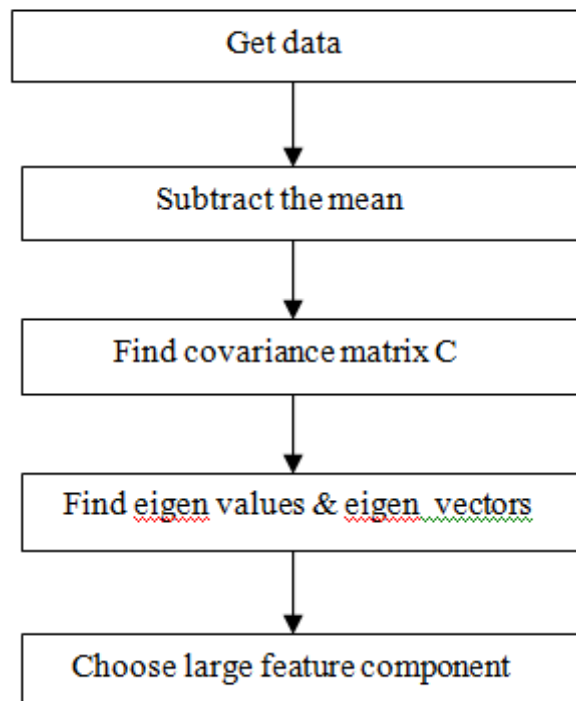 Get data
Subtract the mean
Find covariance matrix C
Find eigen values & eigen vectors
Choose large feature component